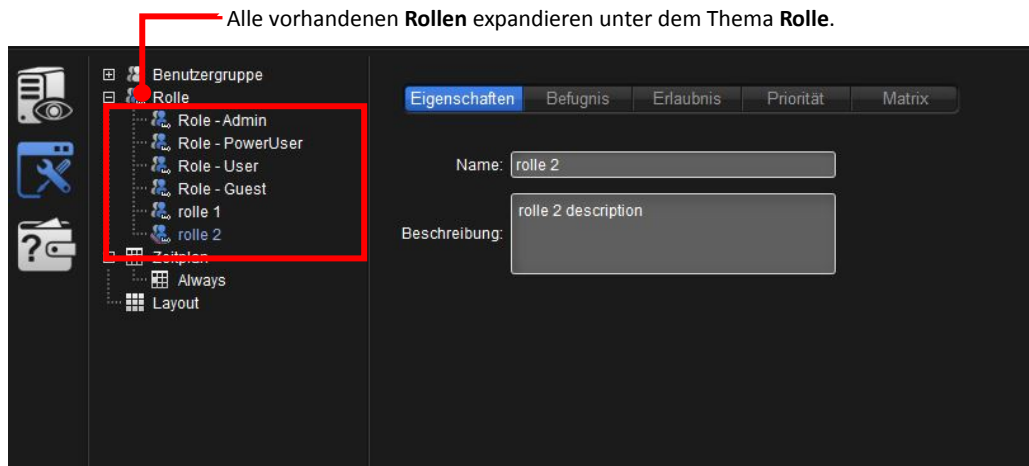 Alle vorhandenen Rollen expandieren unter dem Thema Rolle.
Benutzergruppe
Rolle
Role - Admin
Role - PowerUser
Role - User
Role - Guest
rolle 1
rolle 2
Zeitplan
Always
Layout
Eigenschaften Befugnis Erlaubnis Priorität Matrix
Name: rolle 2
Beschreibung: rolle 2 description